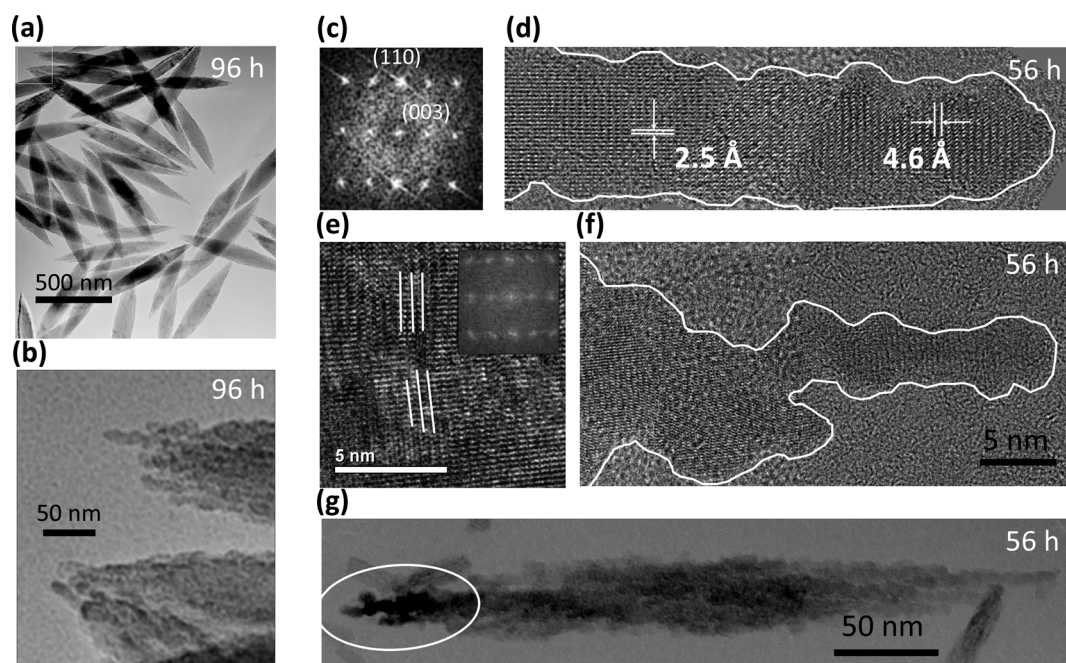 (a)
96 h
500 nm
(b)
96 h
50 nm
(c)
(110)
(003)
(d)
56 h
2.5 Å
4.6 Å
(e)
5 nm
(f)
56 h
5 nm
(g)
56 h
50 nm